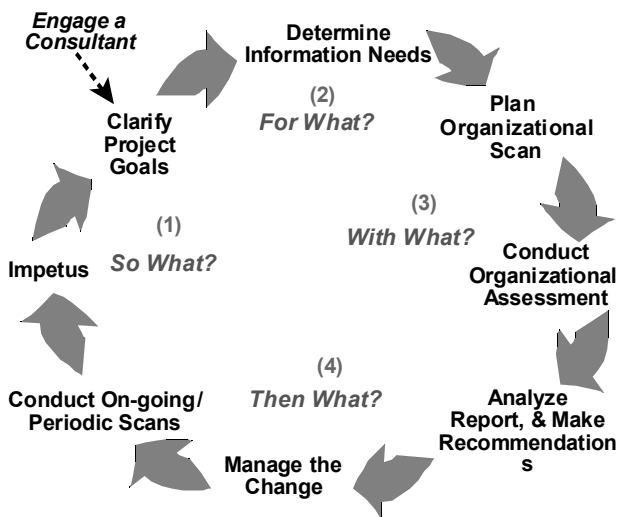 Engage a
Consultant
Determine
Information Needs
(2)
For What?
Clarify
Project
Goals
Plan
Organizational
Scan
(3)
With What?
(1)
So What?
Impetus
Conduct
Organizational
Assessment
(4)
Then What?
Conduct On-going/
Periodic Scans
Analyze
Report, & Make
Recommendation
s
Manage the
Change